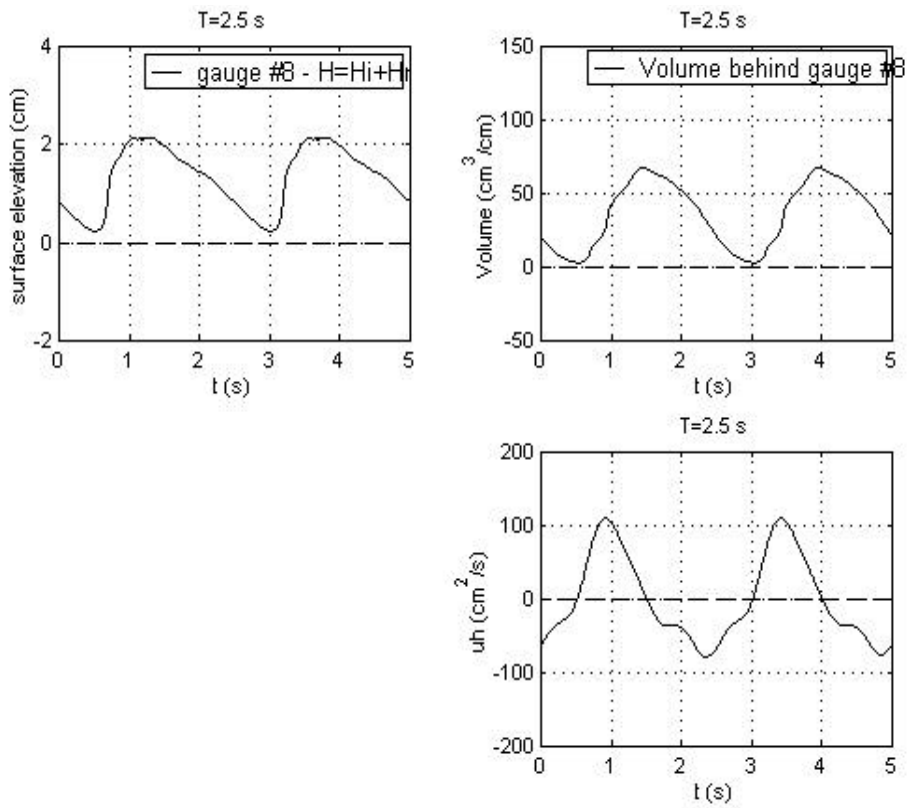 T=2.5 s
gauge #8 - H=Hi+Hr
surface elevation (cm)
4
2
0
-2
0 1 2 3 4 5
t (s)
T=2.5 s
Volume behind gauge #8
Volume (cm3/cm)
150
100
50
0
-50
0 1 2 3 4 5
t (s)
T=2.5 s
uh (cm2/s)
200
100
0
-100
-200
0 1 2 3 4 5
t (s)